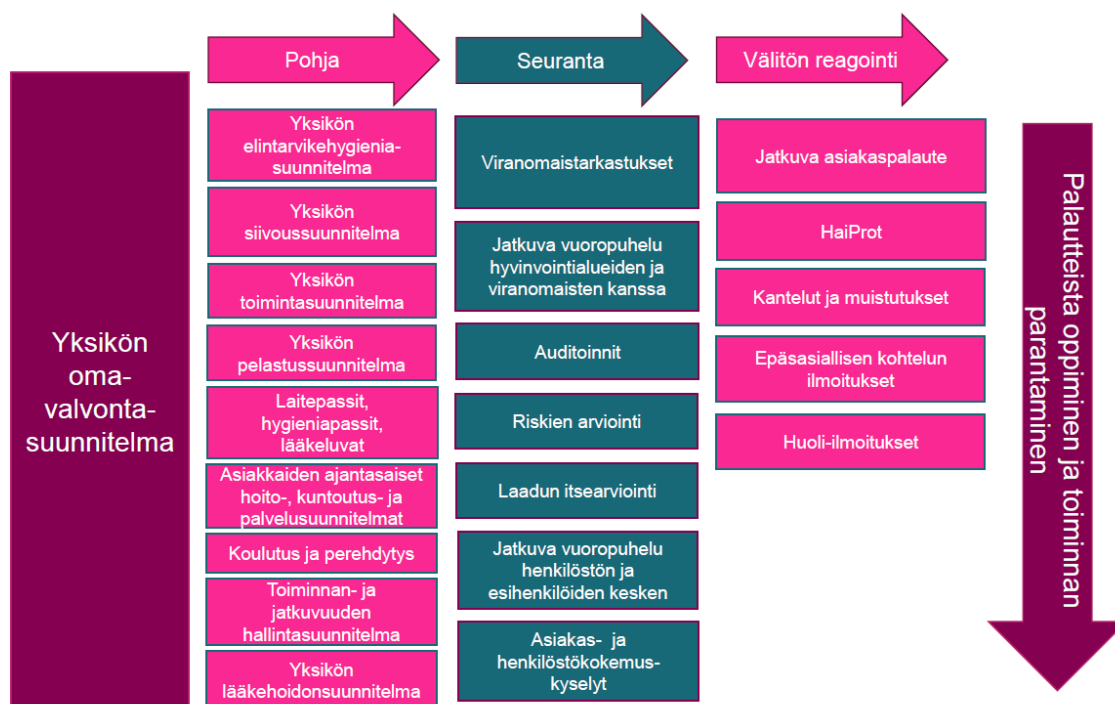 Yksikön
oma-
valvonta-
suunnitelma
Pohja
Yksikön
elintarvikehygienia-
suunnitelma
Yksikön
siivoussuunnitelma
Yksikön
toimintasuunnitelma
Yksikön
pelastussuunnitelma
Laitepassit,
hygieniapassit,
lääkeluvat
Asiakkaiden ajantasaiset
hoito-, kuntoutus- ja
palvelusuunnitelmat
Koulutus ja perehdytys
Toiminnan- ja
jatkuvuuden
hallintasuunnitelma
Yksikön
lääkehoidonsuunnitelma
Seuranta
Viranomaistarkastukset
Jatkuva vuoropuhelu
hyvinvointialueiden ja
viranomaisten kanssa
Auditoinnit
Riskien arviointi
Laadun itsearviointi
Jatkuva vuoropuhelu
henkilöstön ja
esihenkilöiden kesken
Asiakas- ja
henkilöstökokemus-
kyselyt
Välitön reagointi
Jatkuva asiakaspalaute
HaiProt
Kantelut ja muistutukset
Epäsasiallisen kohtelun
ilmoitukset
Huoli-ilmoitukset
Palautteista oppiminen ja toiminnan
parantaminen